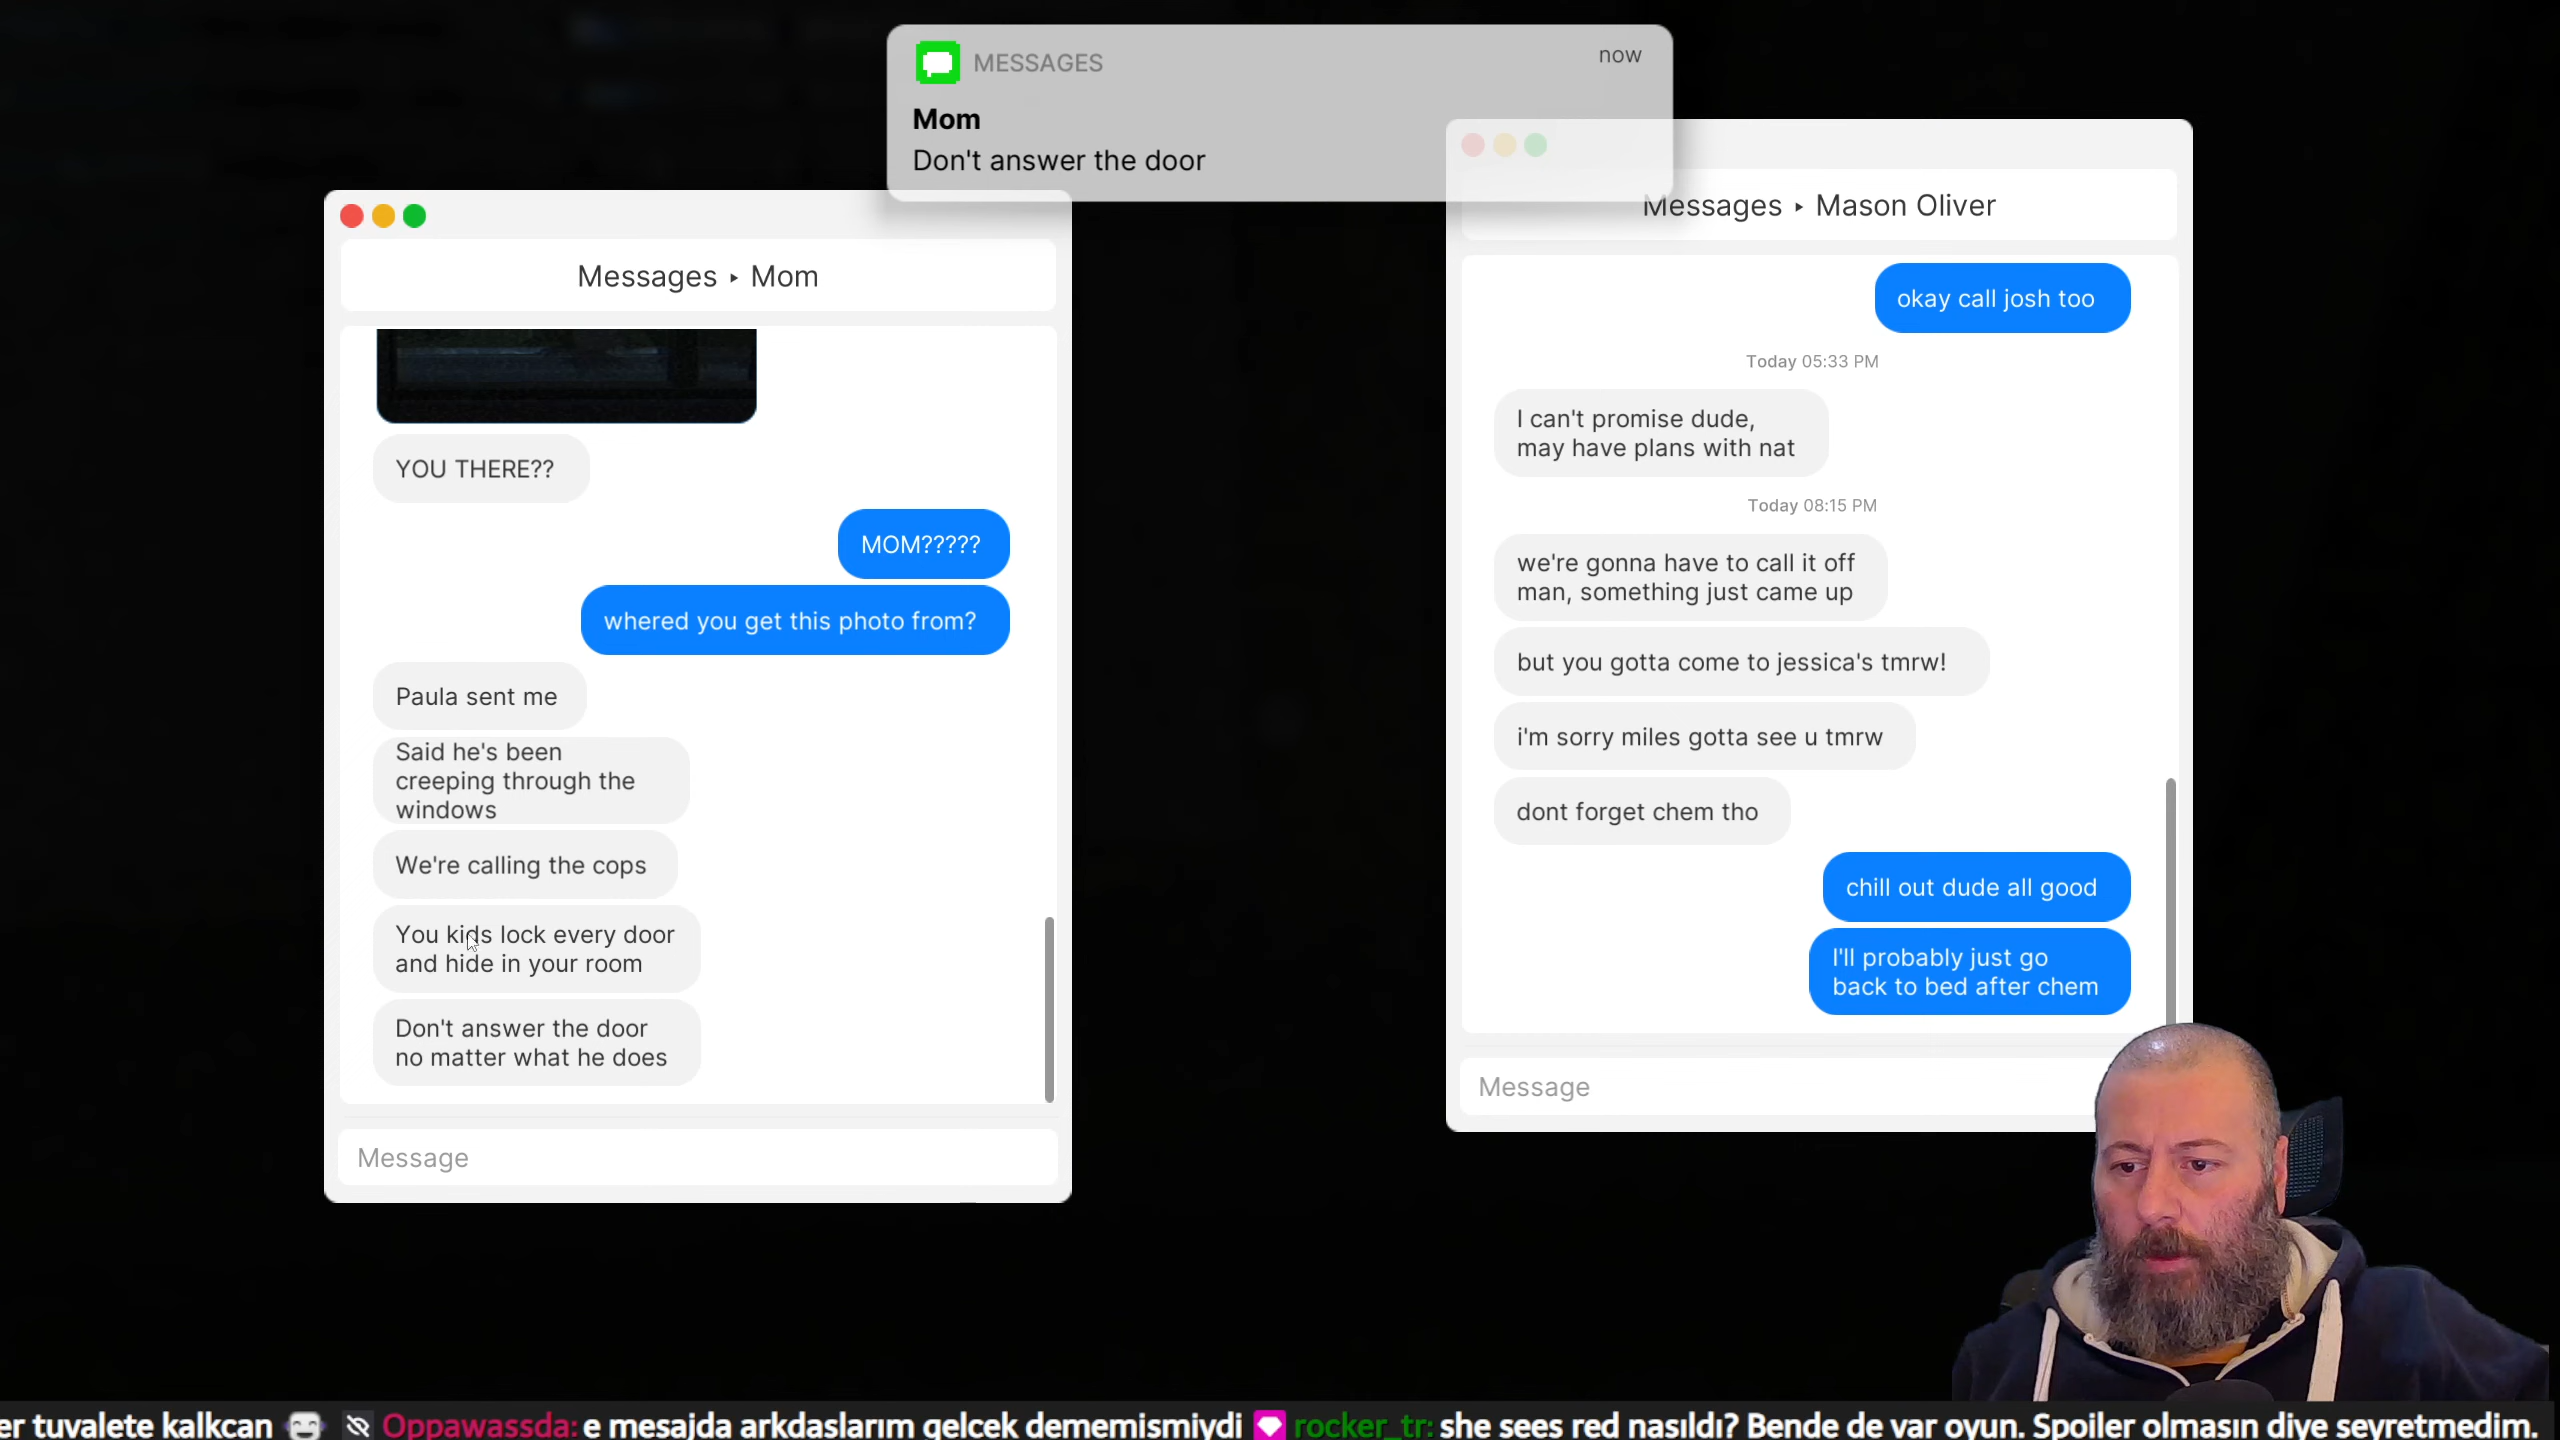 MESSAGES
now
Mom
Don't answer the door
Messages ▸ Mom
YOU THERE??
MOM?????
whered you get this photo from?
Paula sent me
Said he's been
creeping through the
windows
We're calling the cops
You kids lock every door
and hide in your room
Don't answer the door
no matter what he does
Message
Messages ▸ Mason Oliver
okay call josh too
Today 05:33 PM
I can't promise dude,
may have plans with nat
Today 08:15 PM
we're gonna have to call it off
man, something just came up
but you gotta come to jessica's tmrw!
i'm sorry miles gotta see u tmrw
dont forget chem tho
chill out dude all good
I'll probably just go
back to bed after chem
Message
er tuvalete kalkcan Oppawassda: e mesajda arkdaslarım gelcek dememismiydi rocker_tr: she sees red nasıldı? Bende de var oyun. Spoiler olmasın diye seyretmedim.